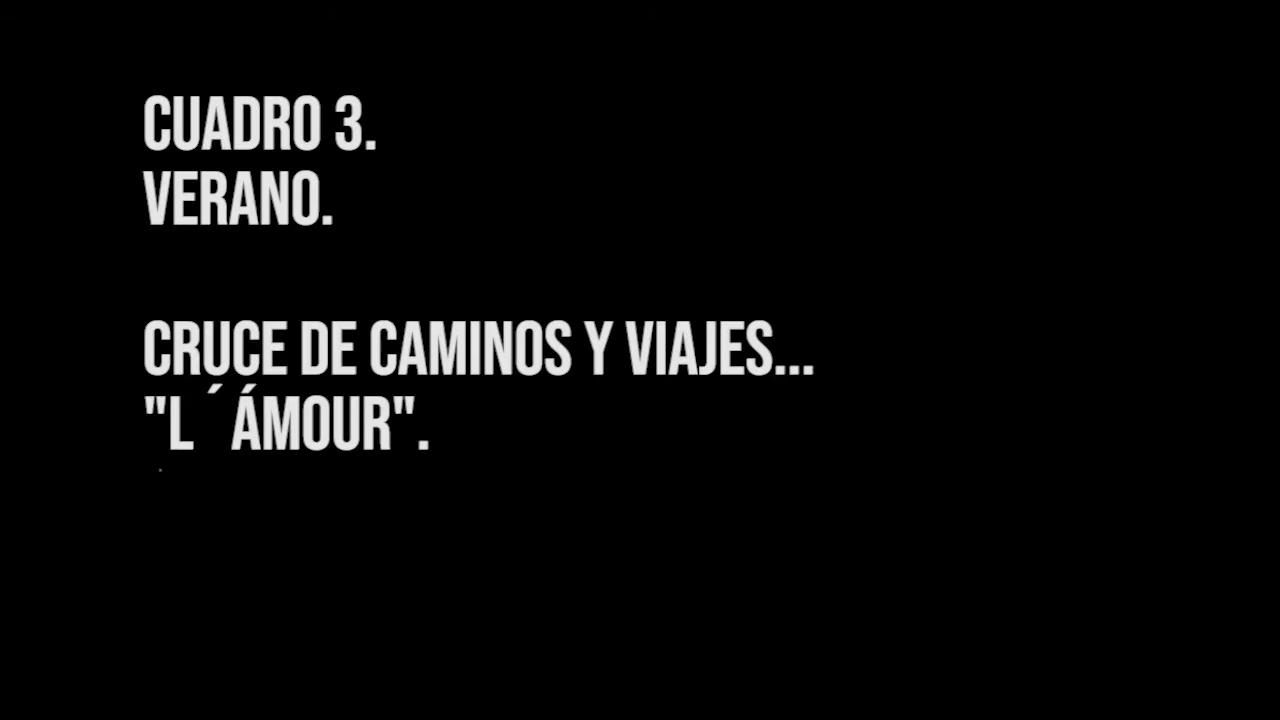 CUADRO 3.
VERANO.
CRUCE DE CAMINOS Y VIAJES...
"L ´ÁMOUR".